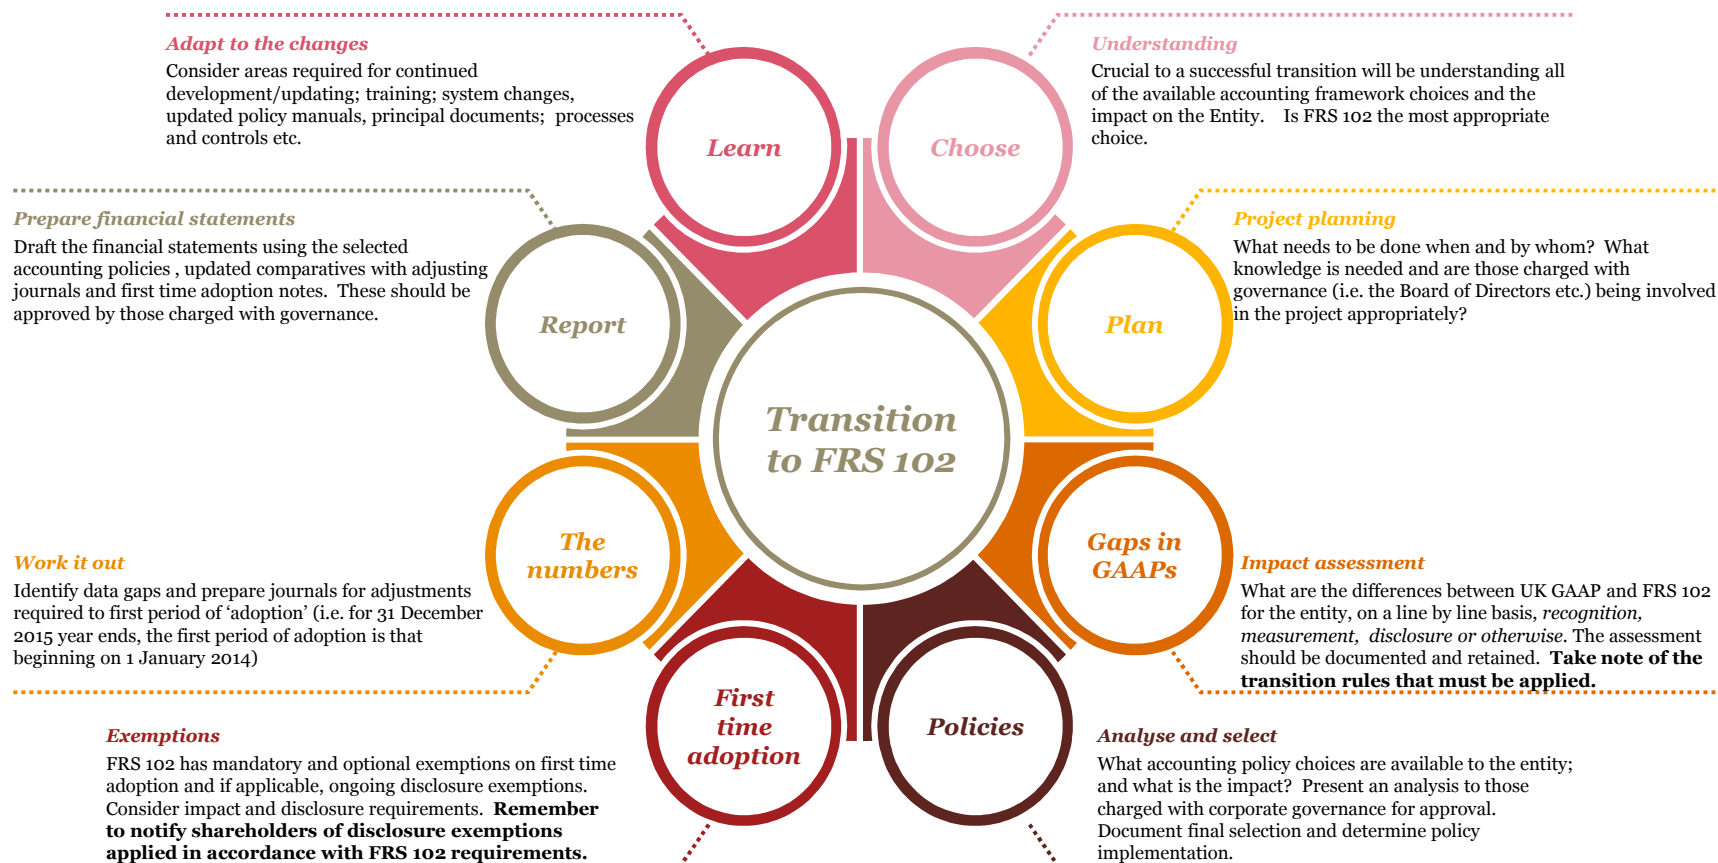 Adapt to the changes
Consider areas required for continued
development/updating; training; system changes,
updated policy manuals, principal documents; processes
and controls etc.
Understanding
Crucial to a successful transition will be understanding all
of the available accounting framework choices and the
impact on the Entity. Is FRS 102 the most appropriate
choice.
Learn
Choose
Prepare financial statements
Draft the financial statements using the selected
accounting policies , updated comparatives with adjusting
journals and first time adoption notes. These should be
approved by those charged with governance.
Project planning
What needs to be done when and by whom? What
knowledge is needed and are those charged with
governance (i.e. the Board of Directors etc.) being involved
in the project appropriately?
Report
Plan
Transition
to FRS 102
The
numbers
Gaps in
GAAPs
Work it out
Identify data gaps and prepare journals for adjustments
required to first period of ‘adoption’ (i.e. for 31 December
2015 year ends, the first period of adoption is that
beginning on 1 January 2014)
Impact assessment
What are the differences between UK GAAP and FRS 102
for the entity, on a line by line basis, recognition,
measurement, disclosure or otherwise. The assessment
should be documented and retained. Take note of the
transition rules that must be applied.
First
time
adoption
Policies
Exemptions
FRS 102 has mandatory and optional exemptions on first time
adoption and if applicable, ongoing disclosure exemptions.
Consider impact and disclosure requirements. Remember
to notify shareholders of disclosure exemptions
applied in accordance with FRS 102 requirements.
Analyse and select
What accounting policy choices are available to the entity;
and what is the impact? Present an analysis to those
charged with corporate governance for approval.
Document final selection and determine policy
implementation.